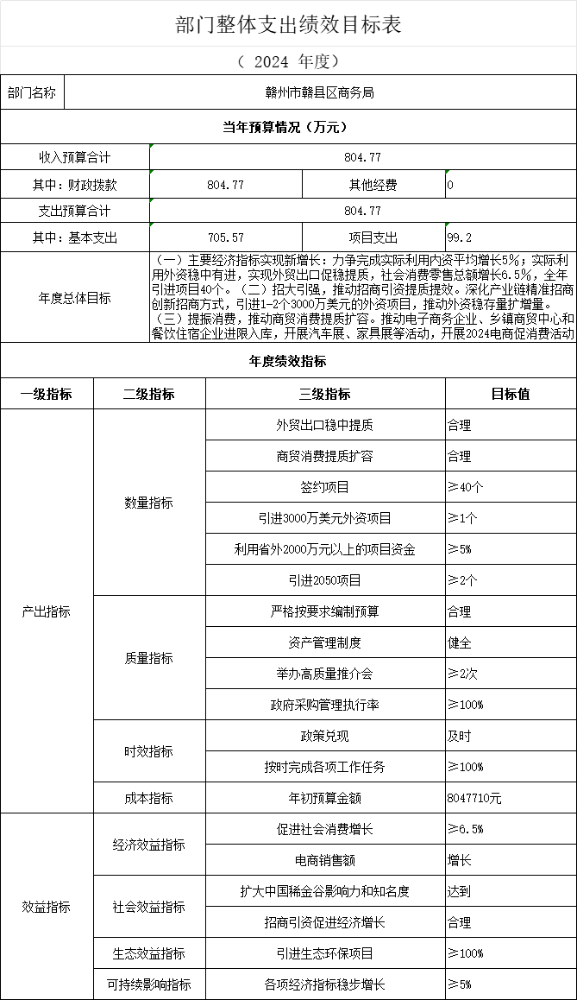 部门整体支出绩效目标表
（ 2024 年度）
部门名称 赣州市赣县区商务局
当年预算情况（万元）
收入预算合计 804.77
其中：财政拨款 804.77 其他经费 0
支出预算合计 804.77
其中：基本支出 705.57 项目支出 99.2
年度总体目标
（一）主要经济指标实现新增长：力争完成实际利用内资平均增长5%；实际
利用外资稳中有进，实现外贸出口促稳提质，社会消费零售总额增长6.5%，全年
引进项目40个。（二）招大引强，推动招商引资提质提效。深化产业链精准招商
创新招商方式，引进1-2个3000万美元的外资项目，推动外资稳存量扩增量。
（三）提振消费，推动商贸消费提质扩容。推动电子商务企业、乡镇商贸中心和
餐饮住宿企业进限入库，开展汽车展、家具展等活动，开展2024电商促消费活动
年度绩效指标
一级指标 二级指标 三级指标 目标值
产出指标
数量指标
外贸出口稳中提质 合理
商贸消费提质扩容 合理
签约项目 ≥40个
引进3000万美元外资项目 ≥1个
利用省外2000万元以上的项目资金 ≥5%
引进2050项目 ≥2个
质量指标
严格按要求编制预算 合理
资产管理制度 健全
举办高质量推介会 ≥2次
政府采购管理执行率 ≥100%
时效指标
政策兑现 及时
按时完成各项工作任务 ≥100%
成本指标 年初预算金额 8047710元
效益指标
经济效益指标
促进社会消费增长 ≥6.5%
电商销售额 增长
社会效益指标
扩大中国稀金谷影响力和知名度 达到
招商引资促进经济增长 合理
生态效益指标 引进生态环保项目 ≥100%
可持续影响指标 各项经济指标稳步增长 ≥5%